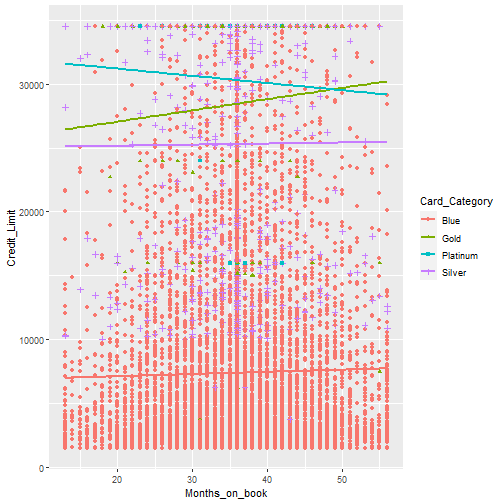 30000
20000
10000
0
Credit_Limit
20
30
40
50
Months_on_book
Card_Category
Blue
Gold
Platinum
Silver